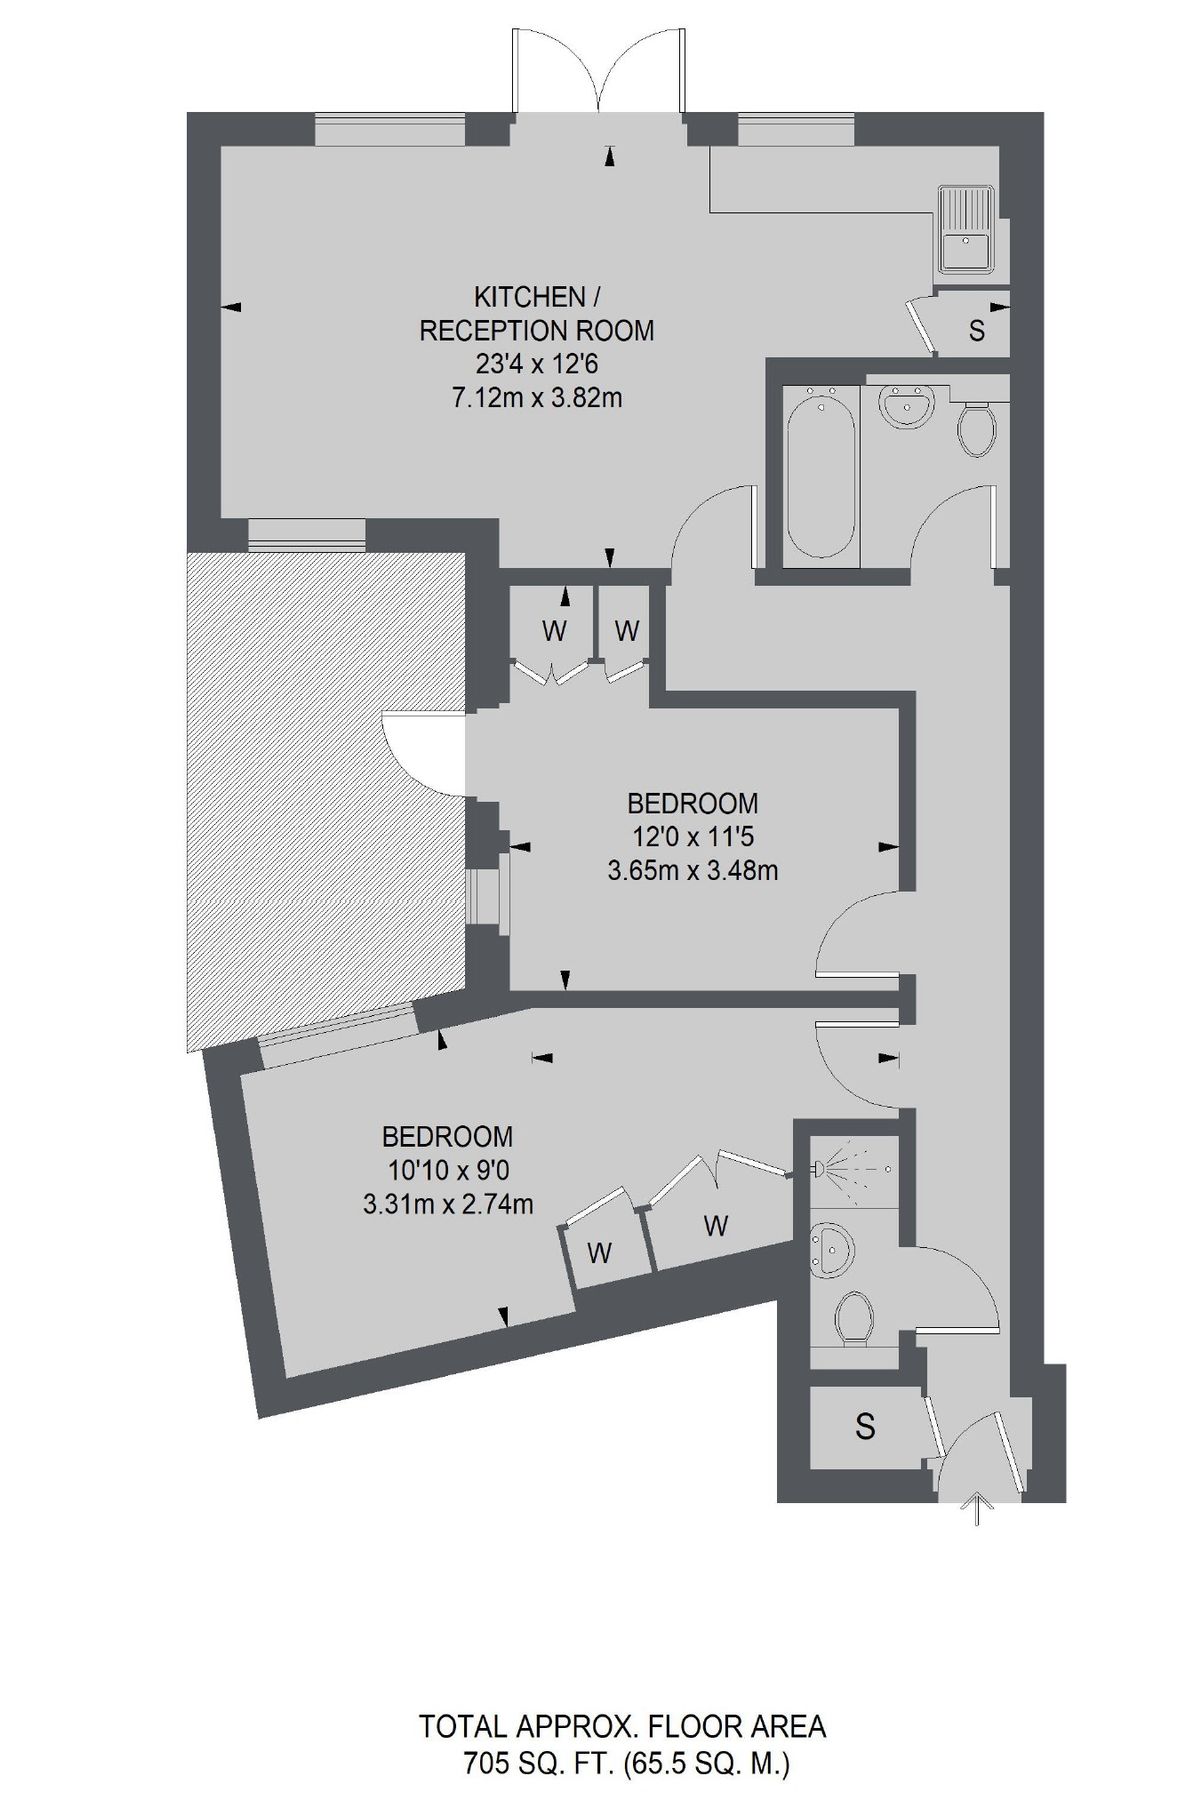 KITCHEN /
RECEPTION ROOM
23'4 x 12'6
7.12m x 3.82m
S
W
W
BEDROOM
12'0 x 11'5
3.65m x 3.48m
BEDROOM
10'10 x 9'0
3.31m x 2.74m
W
W
S
TOTAL APPROX. FLOOR AREA
705 SQ. FT. (65.5 SQ. M.)